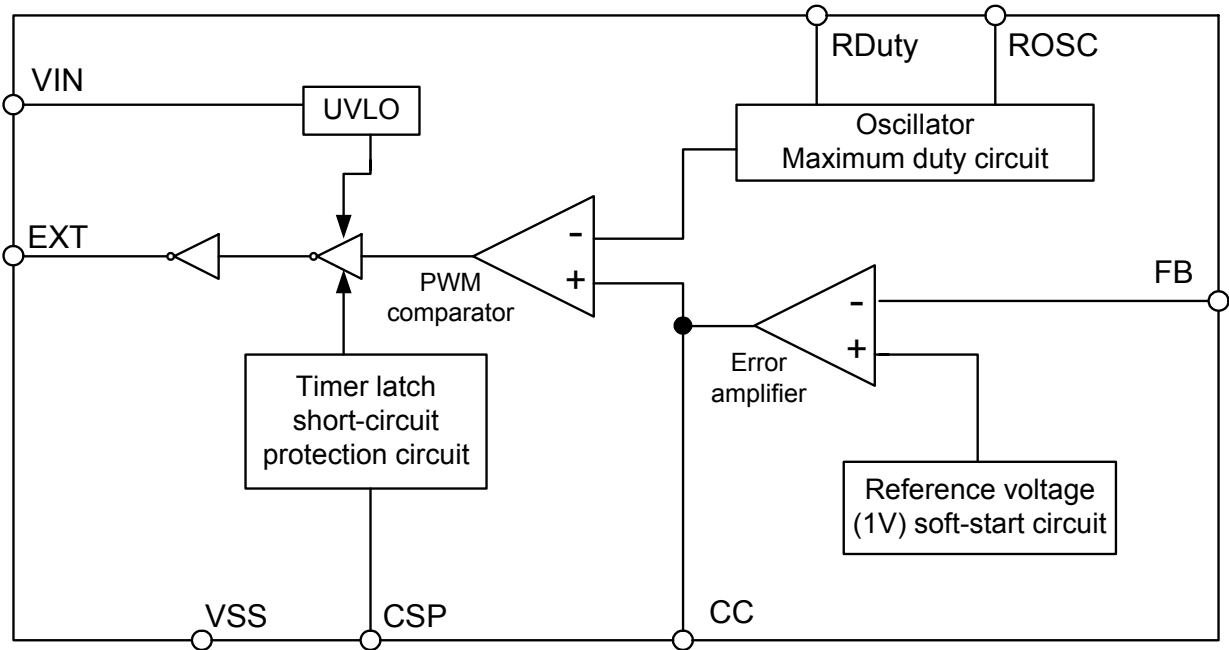 RDuty
ROSC
VIN
UVLO
Oscillator
Maximum duty circuit
EXT
-
+
PWM
comparator
FB
-
+
Error
amplifier
Timer latch
short-circuit
protection circuit
Reference voltage
(1V) soft-start circuit
VSS
CSP
CC